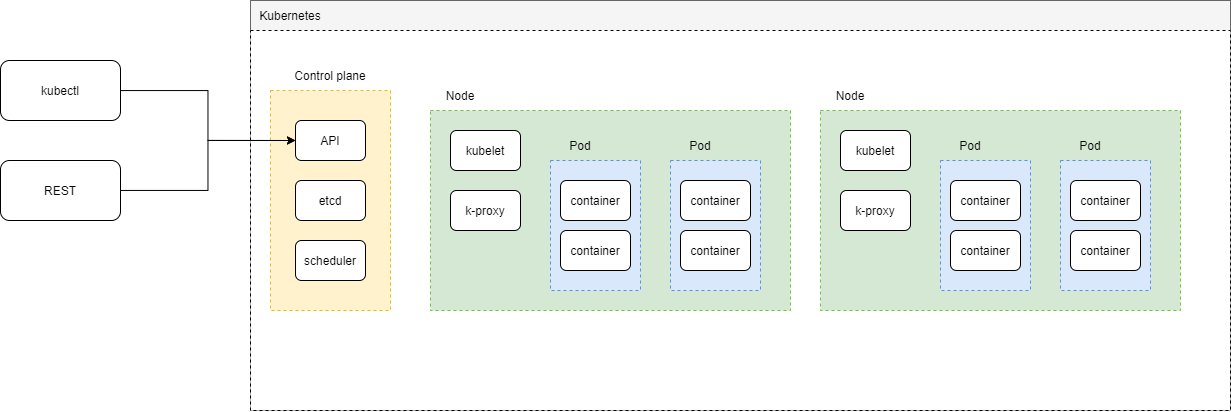 Kubernetes
kubectl
REST
Control plane
API
etcd
scheduler
Node
kubelet
k-proxy
Pod
container
container
Pod
container
container
Node
kubelet
k-proxy
Pod
container
container
Pod
container
container